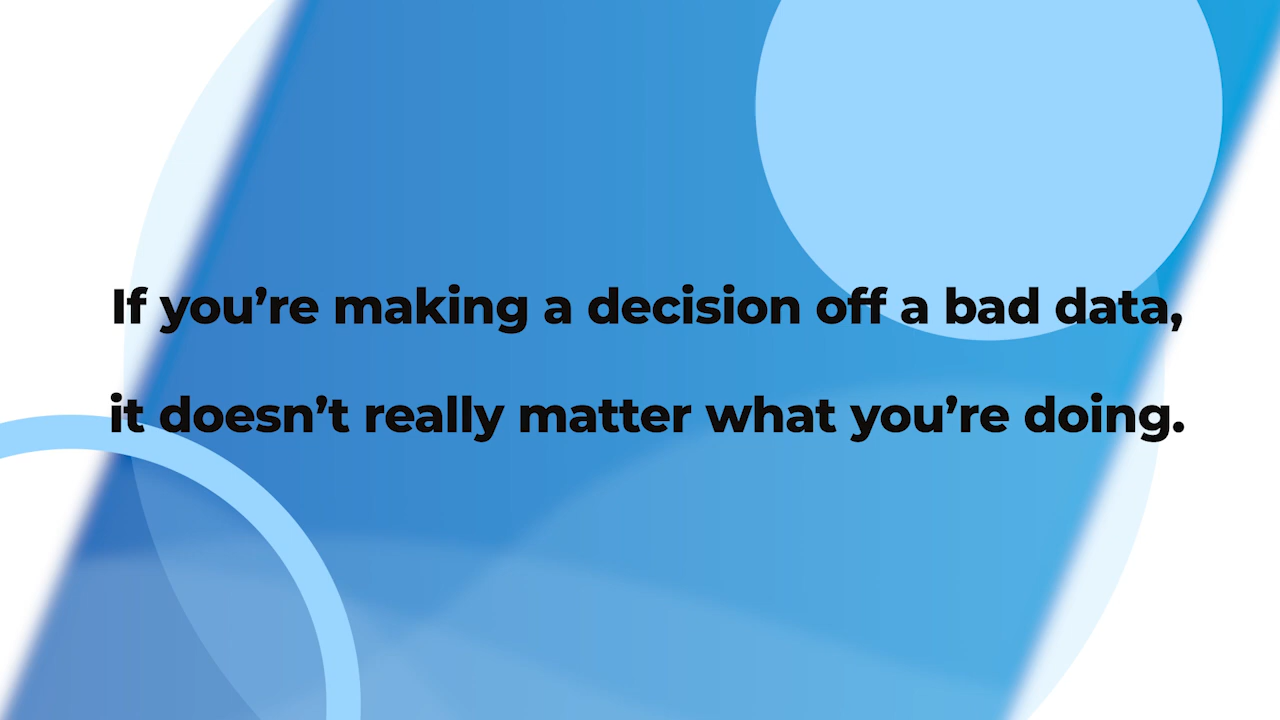 If you’re making a decision off a bad data,
it doesn’t really matter what you’re doing.